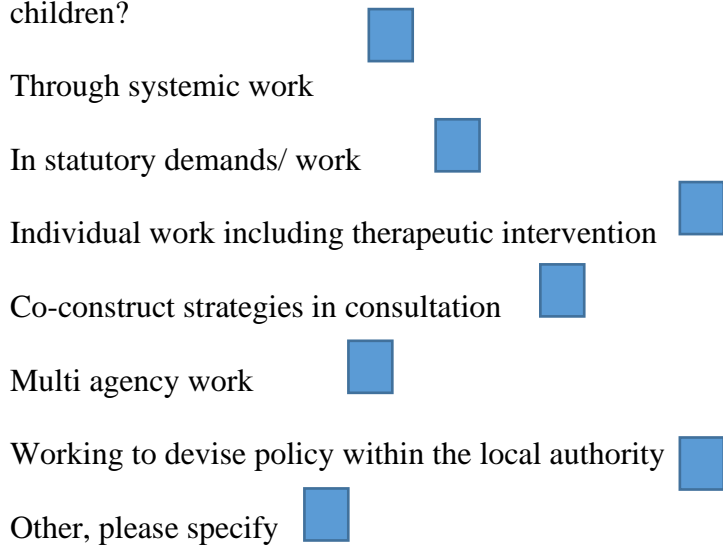 children?
Through systemic work
In statutory demands/ work
Individual work including therapeutic intervention
Co-construct strategies in consultation
Multi agency work
Working to devise policy within the local authority
Other, please specify